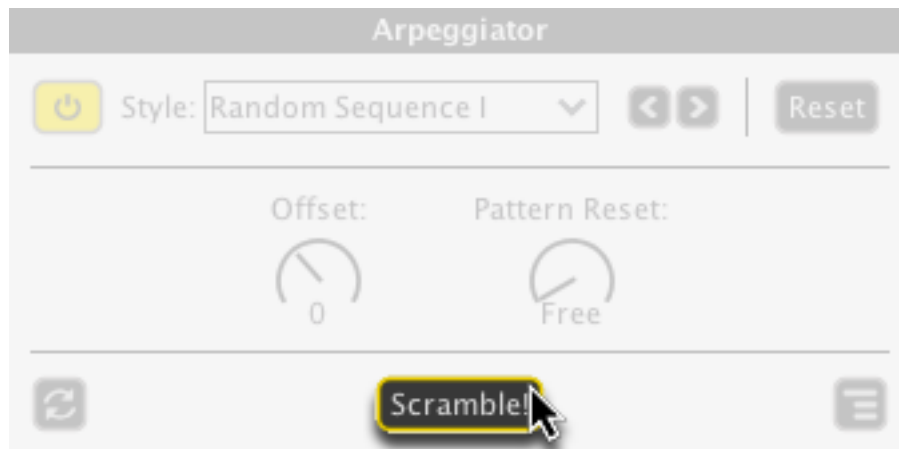 Arpeggiator
Style: Random Sequence I Reset
Offset: Pattern Reset:
0 Free
Scramble!